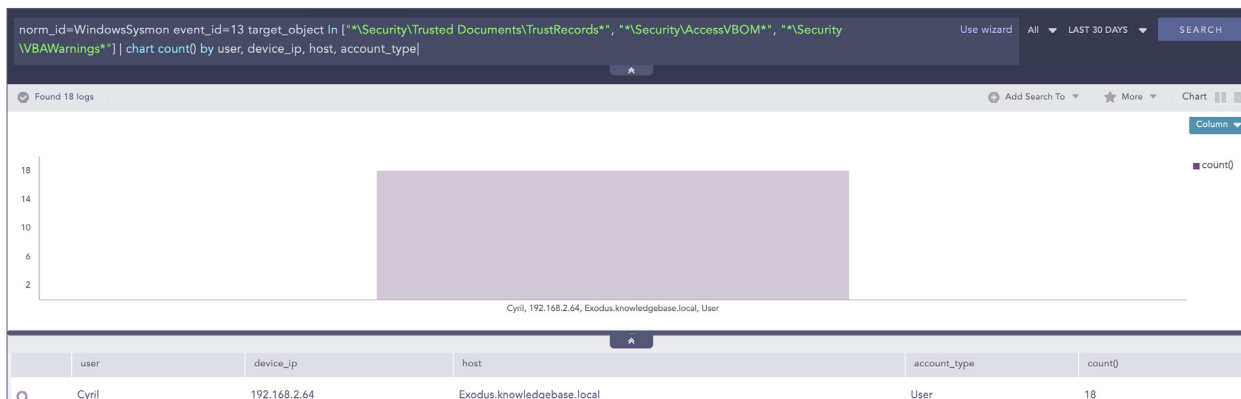 norm_id=WindowsSysmon event_id=13 target_object In ["*\Security\Trusted Documents\TrustRecords*", "*\Security\AccessVBOM*", "*\Security
\VBAWarnings*"] | chart count() by user, device_ip, host, account_type
Use wizard All LAST 30 DAYS SEARCH
Found 18 logs Add Search To More Chart
Column
count()
18
14
10
6
2
Cyril, 192.168.2.64, Exodus.knowledgebase.local, User
user device_ip host account_type count()
Cyril 192.168.2.64 Exodus.knowledgebase.local User 18